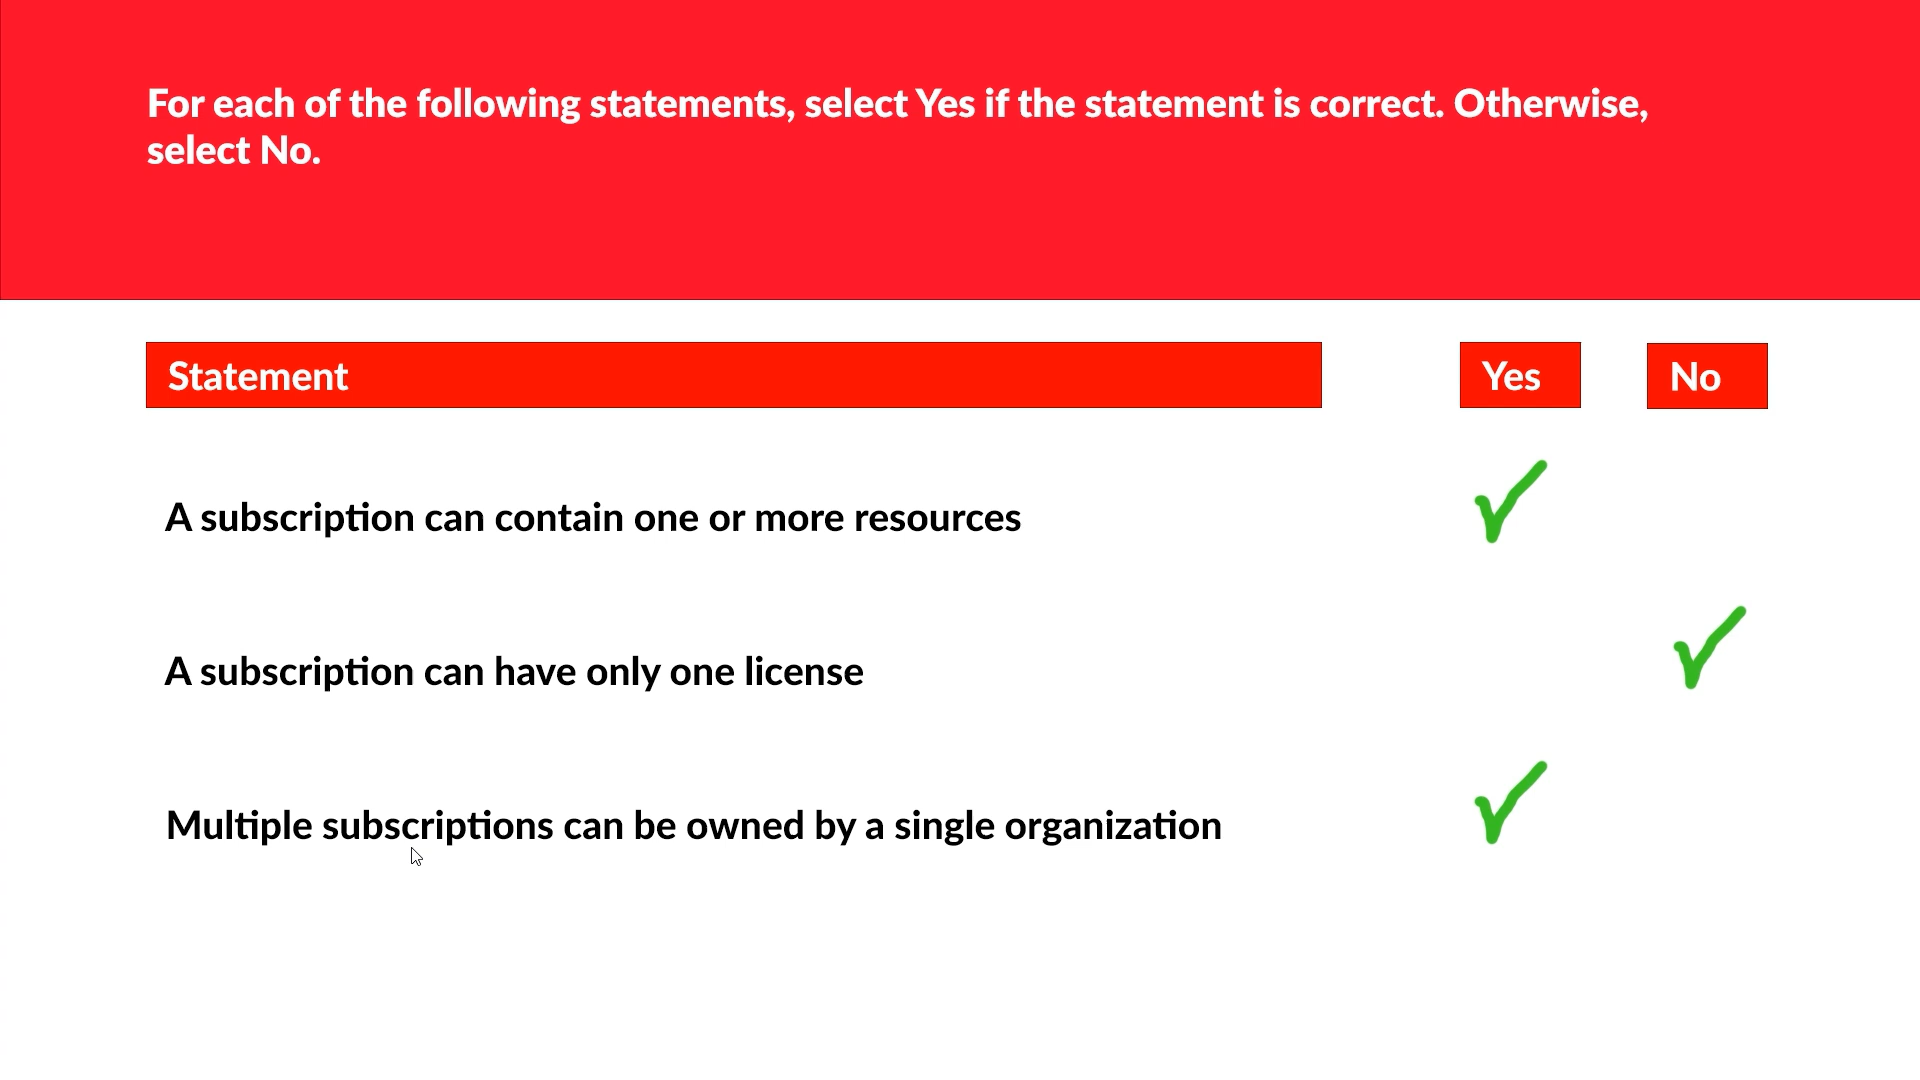 For each of the following statements, select Yes if the statement is correct. Otherwise,
select No.
Statement Yes No
A subscription can contain one or more resources
A subscription can have only one license
Multiple subscriptions can be owned by a single organization